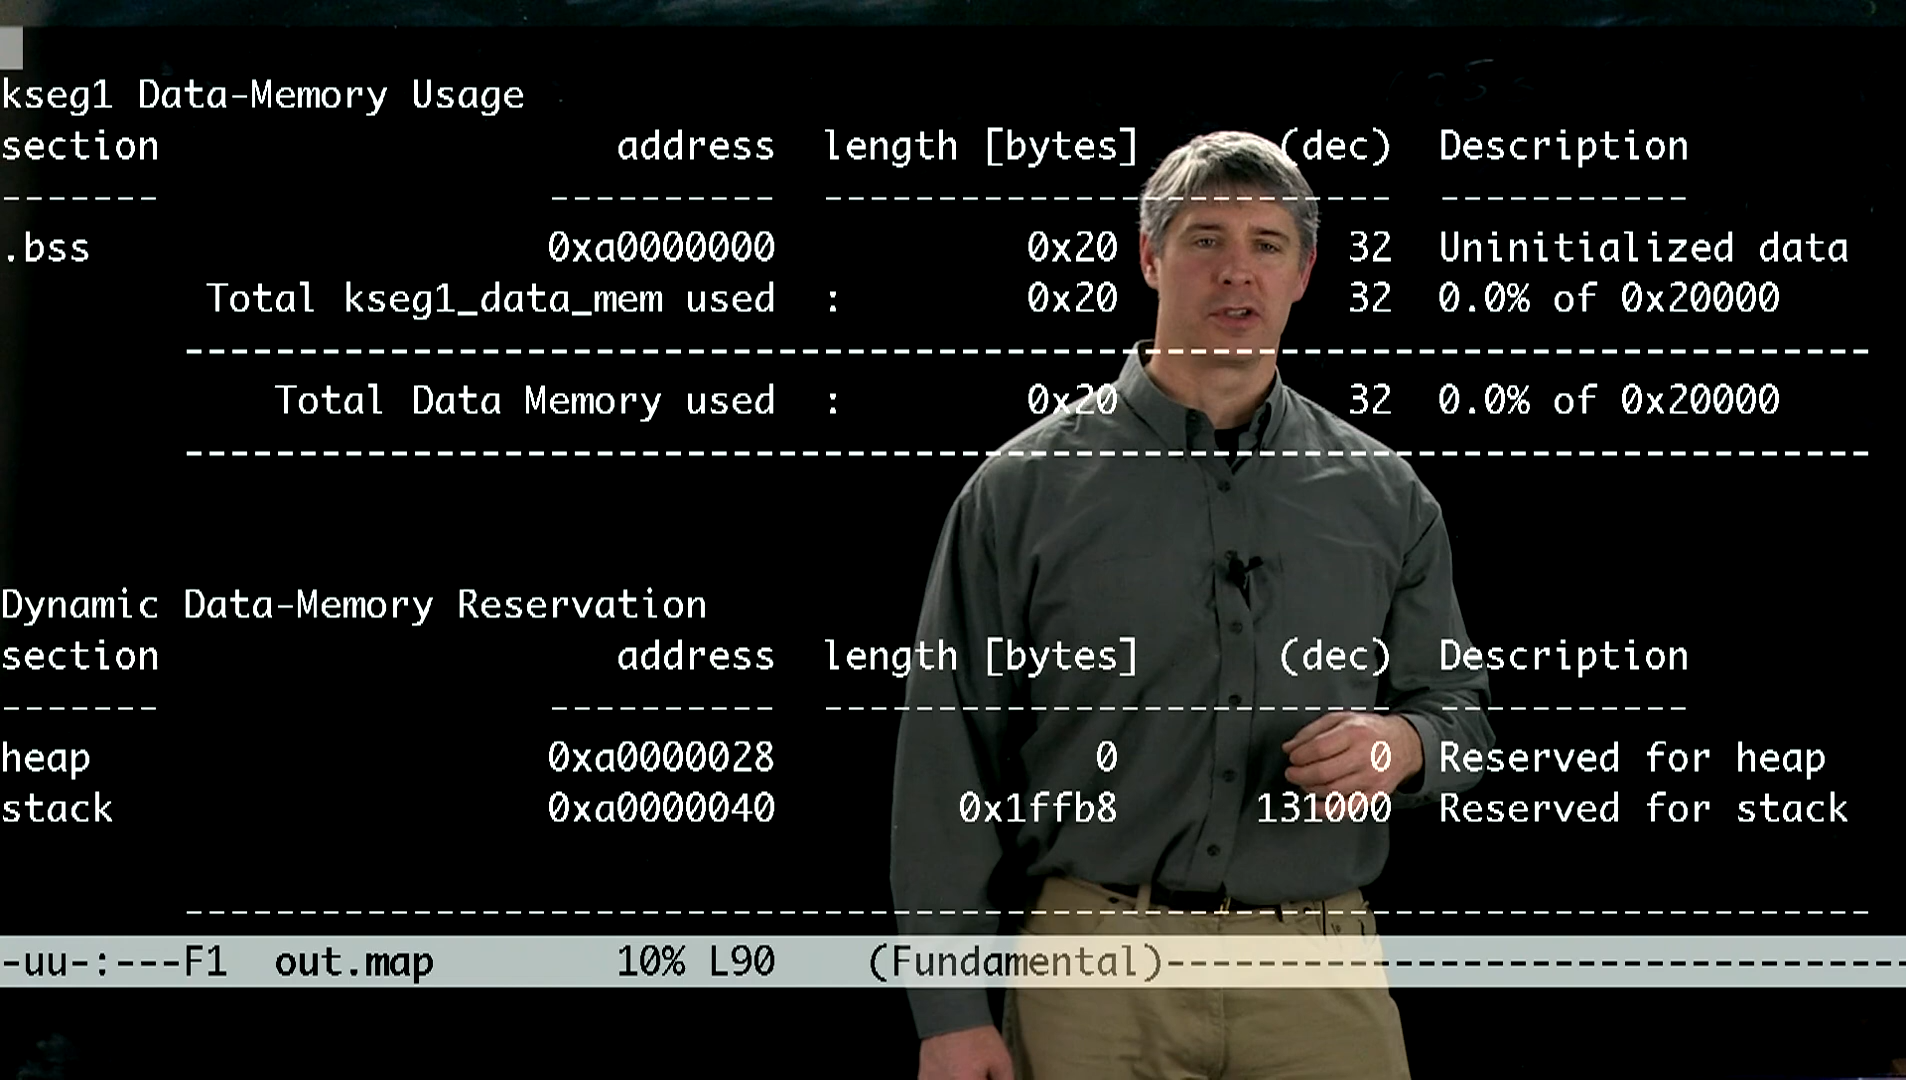 kseg1 Data-Memory Usage
section address length [bytes] (dec) Description
------- ---------- ------------------------- -----------
.bss 0xa0000000 0x20 32 Uninitialized data
Total kseg1_data_mem used : 0x20 32 0.0% of 0x20000
--------------------------------------------------------------------------
Total Data Memory used : 0x20 32 0.0% of 0x20000
--------------------------------------------------------------------------
Dynamic Data-Memory Reservation
section address length [bytes] (dec) Description
------- ---------- ------------------------- -----------
heap 0xa0000028 0 0 Reserved for heap
stack 0xa0000040 0x1ffb8 131000 Reserved for stack
--------------------------------------------------------------------------
-uu-:---F1 out.map 10% L90 (Fundamental)---------------------------------